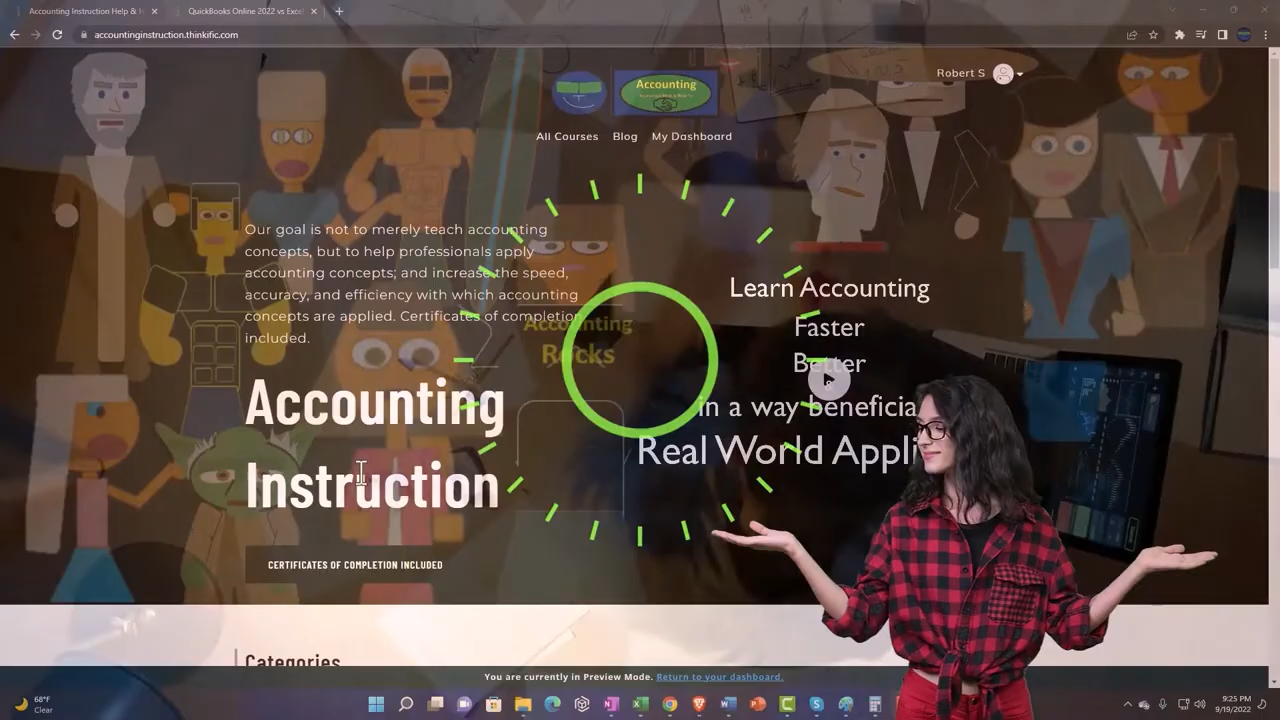 Accounting Instruction Help & H
QuickBooks Online 2022 vs Exce
accountinginstruction.thinkific.com
Robert S
Accounting
All Courses
Blog
My Dashboard
Our goal is not to merely teach accounting
concepts, but to help professionals apply
accounting concepts; and increase the speed,
accuracy, and efficiency with which accounting
concepts are applied. Certificates of completion
included.
Accounting
Instruction
CERTIFICATES OF COMPLETION INCLUDED
Accounting
Rocks
Learn Accounting
Faster
Better
&
in a way beneficia
Real World Appli
Categories
You are currently in Preview Mode. Return to your dashboard.
68°F
Clear
9:25 PM
9/19/2022